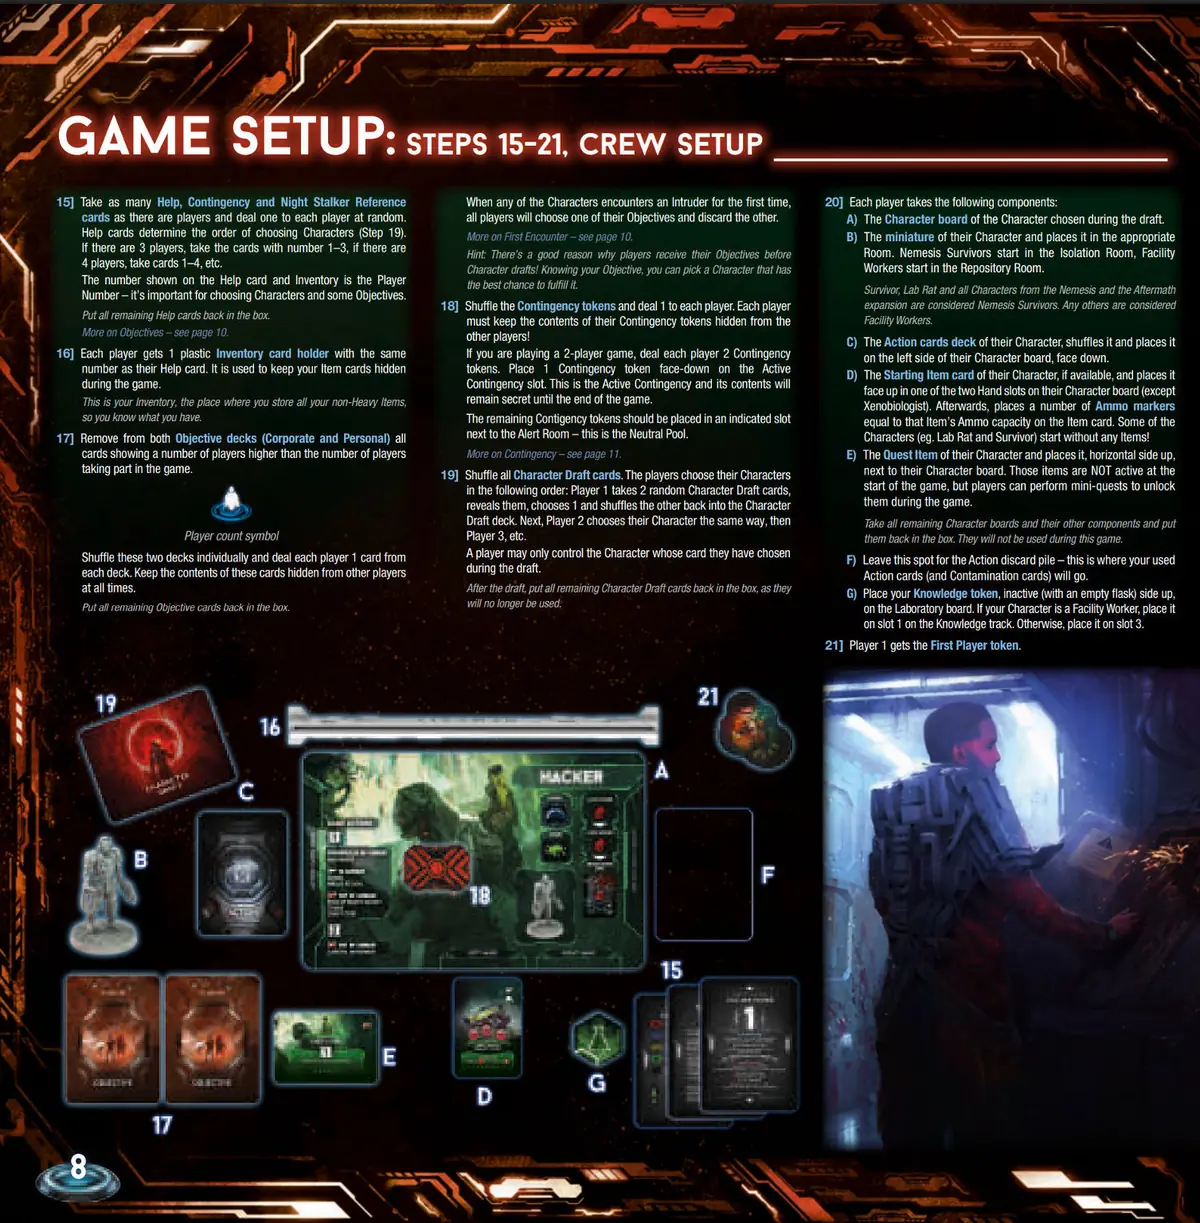 GAME SETUP: STEPS 15-21, CREW SETUP
15] Take as many Help, Contingency and Night Stalker Reference
cards as there are players and deal one to each player at random.
Help cards determine the order of choosing Characters (Step 19).
If there are 3 players, take the cards with number 1–3, if there are
4 players, take cards 1–4, etc.
The number shown on the Help card and Inventory is the Player
Number – it's important for choosing Characters and some Objectives.
Put all remaining Help cards back in the box.
More on Objectives – see page 10.
16] Each player gets 1 plastic Inventory card holder with the same
number as their Help card. It is used to keep your Item cards hidden
during the game.
This is your Inventory, the place where you store all your non-Heavy Items,
so you know what you have.
17] Remove from both Objective decks (Corporate and Personal) all
cards showing a number of players higher than the number of players
taking part in the game.
Player count symbol
Shuffle these two decks individually and deal each player 1 card from
each deck. Keep the contents of these cards hidden from other players
at all times.
Put all remaining Objective cards back in the box.
When any of the Characters encounters an Intruder for the first time,
all players will choose one of their Objectives and discard the other.
More on First Encounter – see page 10.
Hint: There's a good reason why players receive their Objectives before
Character drafts! Knowing your Objective, you can pick a Character that has
the best chance to fulfill it.
18] Shuffle the Contingency tokens and deal 1 to each player. Each player
must keep the contents of their Contingency tokens hidden from the
other players!
If you are playing a 2-player game, deal each player 2 Contingency
tokens. Place 1 Contingency token face-down on the Active
Contingency slot. This is the Active Contingency and its contents will
remain secret until the end of the game.
The remaining Contigency tokens should be placed in an indicated slot
next to the Alert Room – this is the Neutral Pool.
More on Contingency – see page 11.
19] Shuffle all Character Draft cards. The players choose their Characters
in the following order: Player 1 takes 2 random Character Draft cards,
reveals them, chooses 1 and shuffles the other back into the Character
Draft deck. Next, Player 2 chooses their Character the same way, then
Player 3, etc.
A player may only control the Character whose card they have chosen
during the draft.
After the draft, put all remaining Character Draft cards back in the box, as they
will no longer be used.
20] Each player takes the following components:
A) The Character board of the Character chosen during the draft.
B) The miniature of their Character and places it in the appropriate
Room. Nemesis Survivors start in the Isolation Room, Facility
Workers start in the Repository Room.
Survivor, Lab Rat and all Characters from the Nemesis and the Aftermath
expansion are considered Nemesis Survivors. Any others are considered
Facility Workers.
C) The Action cards deck of their Character, shuffles it and places it
on the left side of their Character board, face down.
D) The Starting Item card of their Character, if available, and places it
face up in one of the two Hand slots on their Character board (except
Xenobiologist). Afterwards, places a number of Ammo markers
equal to that Item's Ammo capacity on the Item card. Some of the
Characters (eg. Lab Rat and Survivor) start without any Items!
E) The Quest Item of their Character and places it, horizontal side up,
next to their Character board. Those items are NOT active at the
start of the game, but players can perform mini-quests to unlock
them during the game.
Take all remaining Character boards and their other components and put
them back in the box. They will not be used during this game.
F) Leave this spot for the Action discard pile – this is where your used
Action cards (and Contamination cards) will go.
G) Place your Knowledge token, inactive (with an empty flask) side up,
on the Laboratory board. If your Character is a Facility Worker, place it
on slot 1 on the Knowledge track. Otherwise, place it on slot 3.
21] Player 1 gets the First Player token.
19
16
21
CHARACTER
C
HACKER
A
B
18
F
15
1
OBJECTIVE
OBJECTIVE
E
D
G
17
8